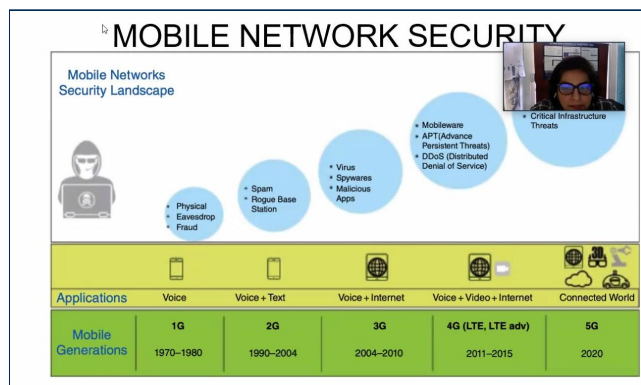 MOBILE NETWORK SECURITY
Mobile Networks
Security Landscape
• Physical
• Eavesdrop
• Fraud
• Spam
• Rogue Base
Station
• Virus
• Spywares
• Malicious
Apps
• Mobileware
• APT(Advance
Persistent Threats)
• DDoS (Distributed
Denial of Service)
• Critical Infrastructure
Threats
3D
Applications
Voice
Voice+Text
Voice+Internet
Voice+Video+Internet
Connected World
Mobile
Generations
1G
1970–1980
2G
1990–2004
3G
2004–2010
4G (LTE, LTE adv)
2011–2015
5G
2020